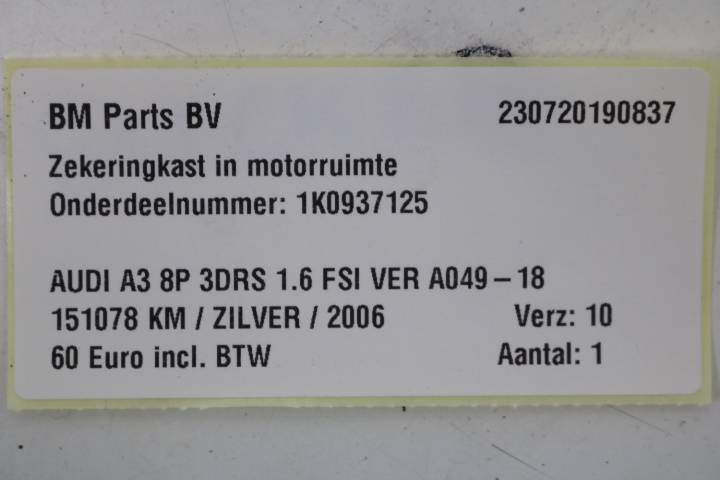 BM Parts BV 230720190837
Zekeringkast in motorruimte
Onderdeelnummer: 1K0937125
AUDI A3 8P 3DRS 1.6 FSI VER A049-18
151078 KM / ZILVER / 2006 Verz: 10
60 Euro incl. BTW Aantal: 1